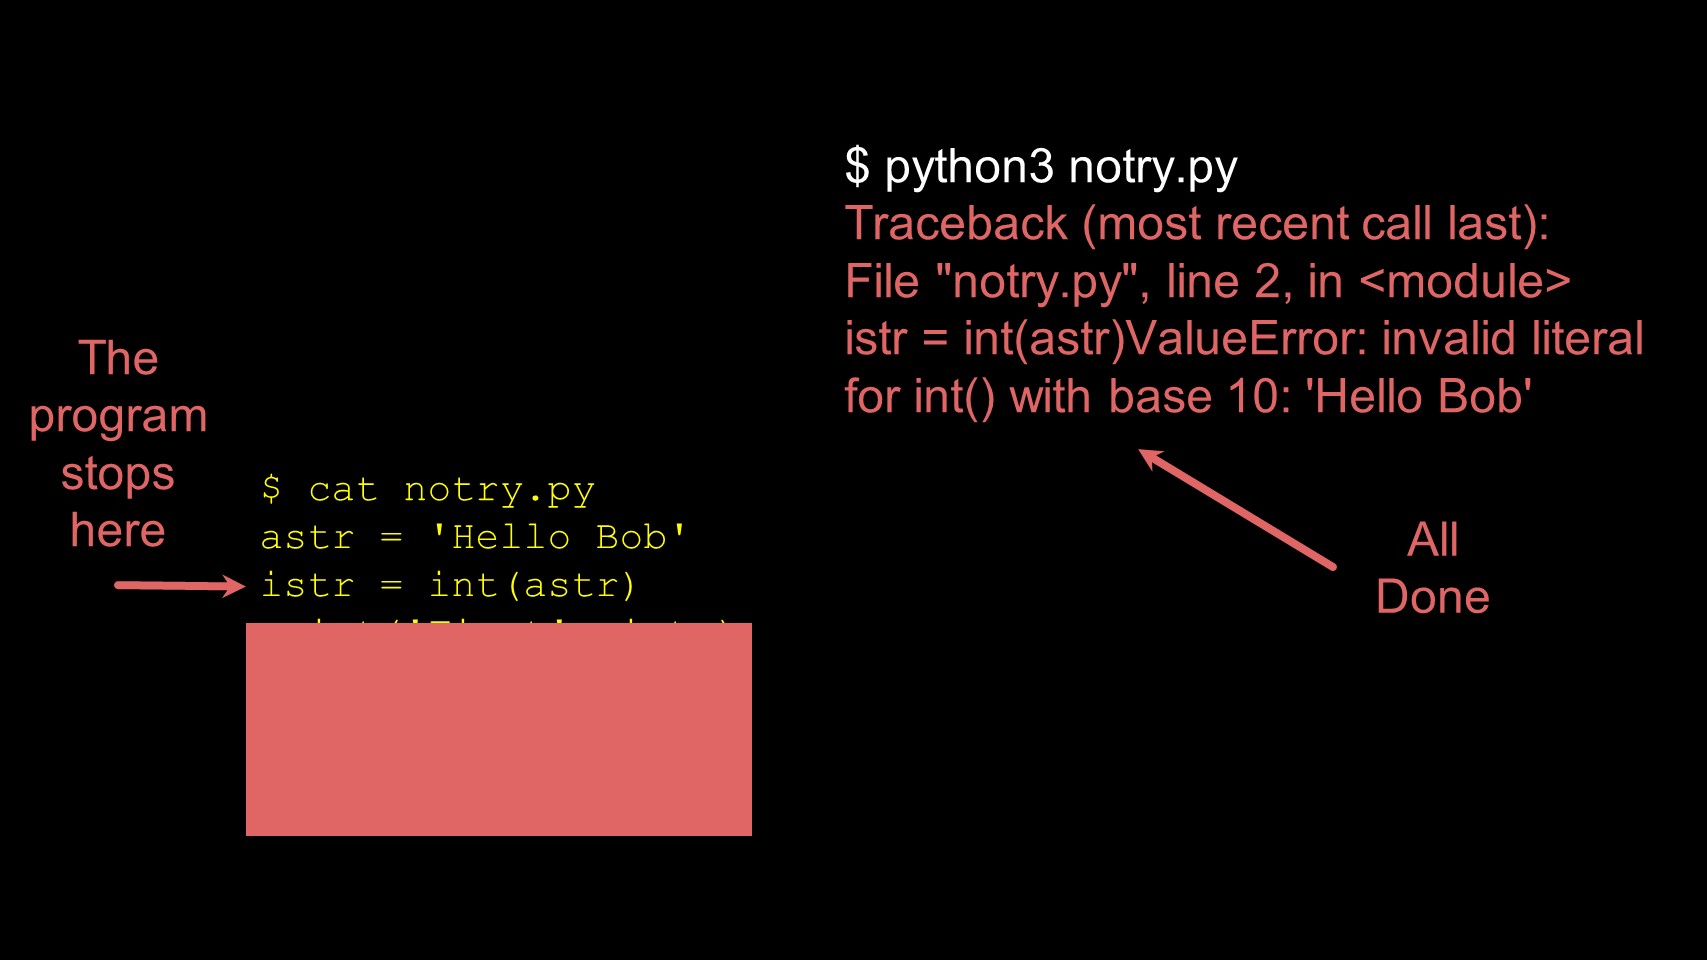 The
program
stops
here
$ cat notry.py
astr = 'Hello Bob'
istr = int(astr)
$ python3 notry.py
Traceback (most recent call last):
File "notry.py", line 2, in <module>
istr = int(astr)ValueError: invalid literal
for int() with base 10: 'Hello Bob'
All
Done